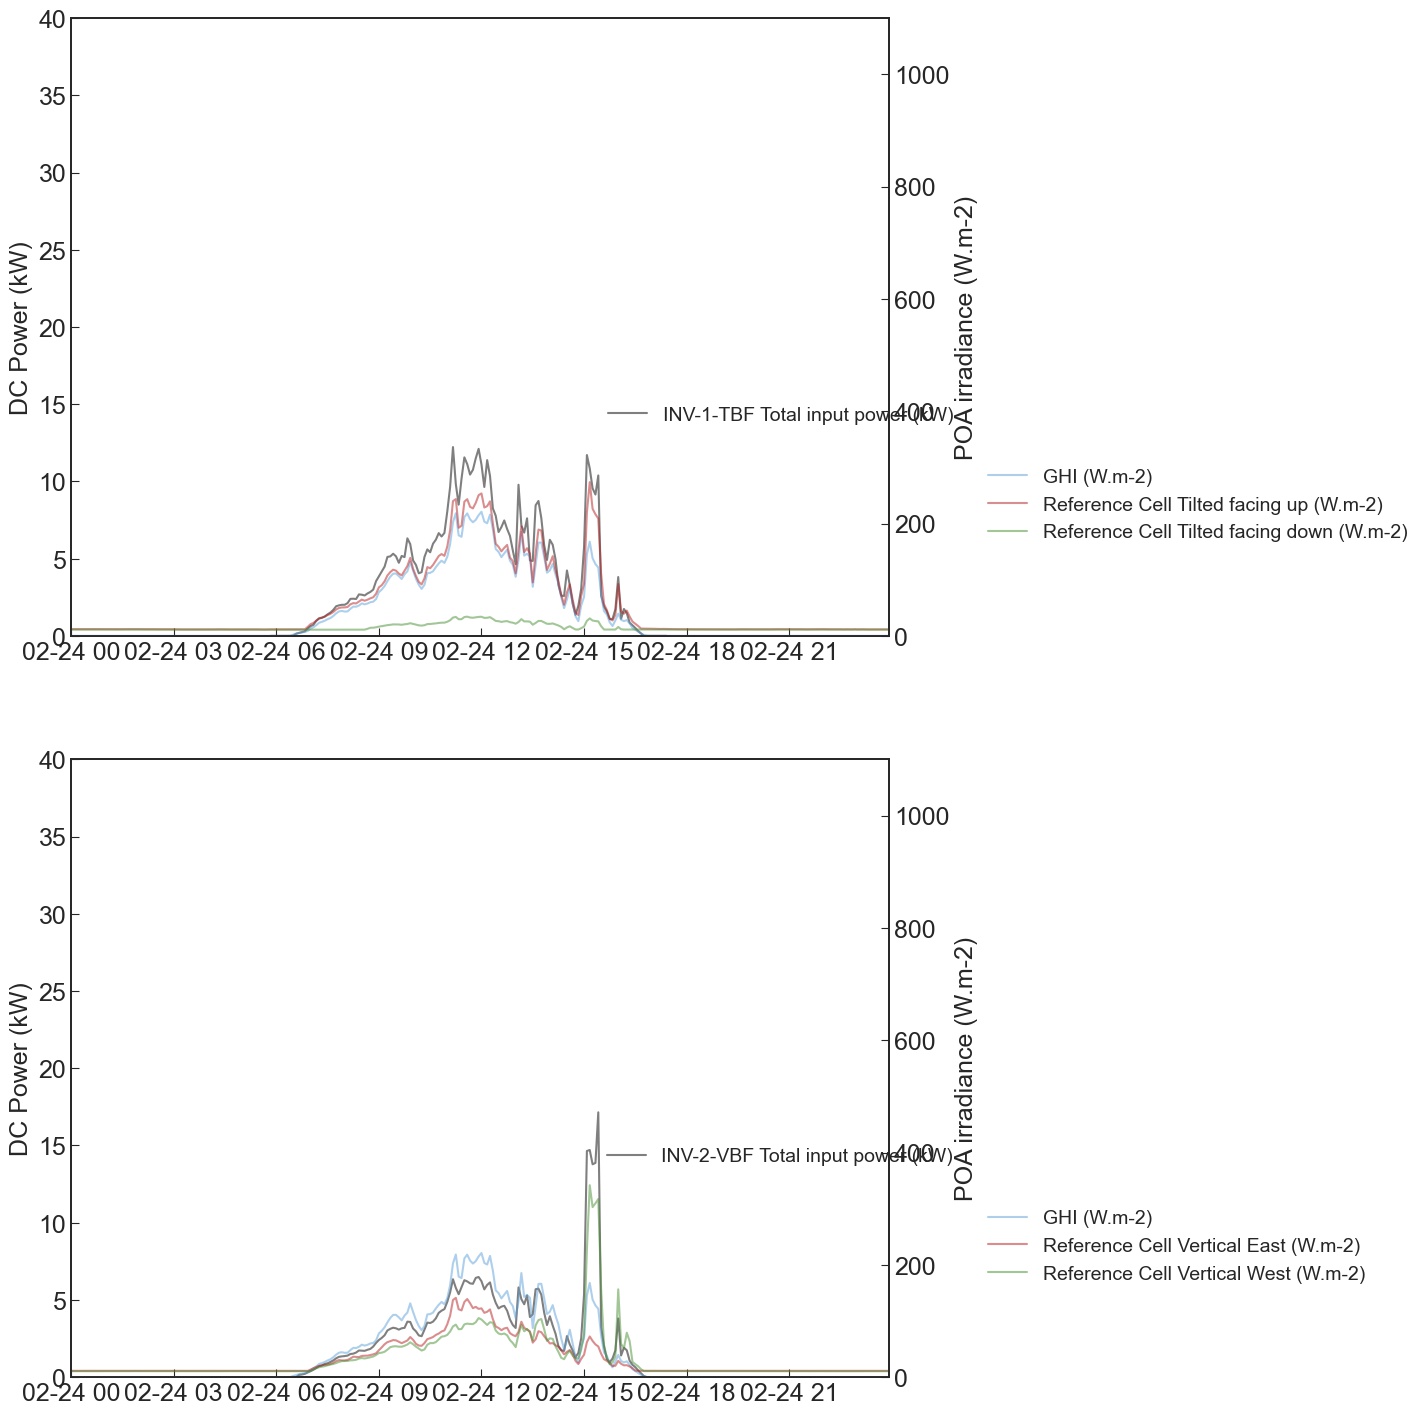 40
35
30
25
20
15
10
5
0
DC Power (kW)
1000
800
600
400
200
0
POA irradiance (W.m-2)
INV-1-TBF Total input power (kW)
GHI (W.m-2)
Reference Cell Tilted facing up (W.m-2)
Reference Cell Tilted facing down (W.m-2)
02-24 00 02-24 03 02-24 06 02-24 09 02-24 12 02-24 15 02-24 18 02-24 21
40
35
30
25
20
15
10
5
0
DC Power (kW)
1000
800
600
400
200
0
POA irradiance (W.m-2)
INV-2-VBF Total input power (kW)
GHI (W.m-2)
Reference Cell Vertical East (W.m-2)
Reference Cell Vertical West (W.m-2)
02-24 00 02-24 03 02-24 06 02-24 09 02-24 12 02-24 15 02-24 18 02-24 21